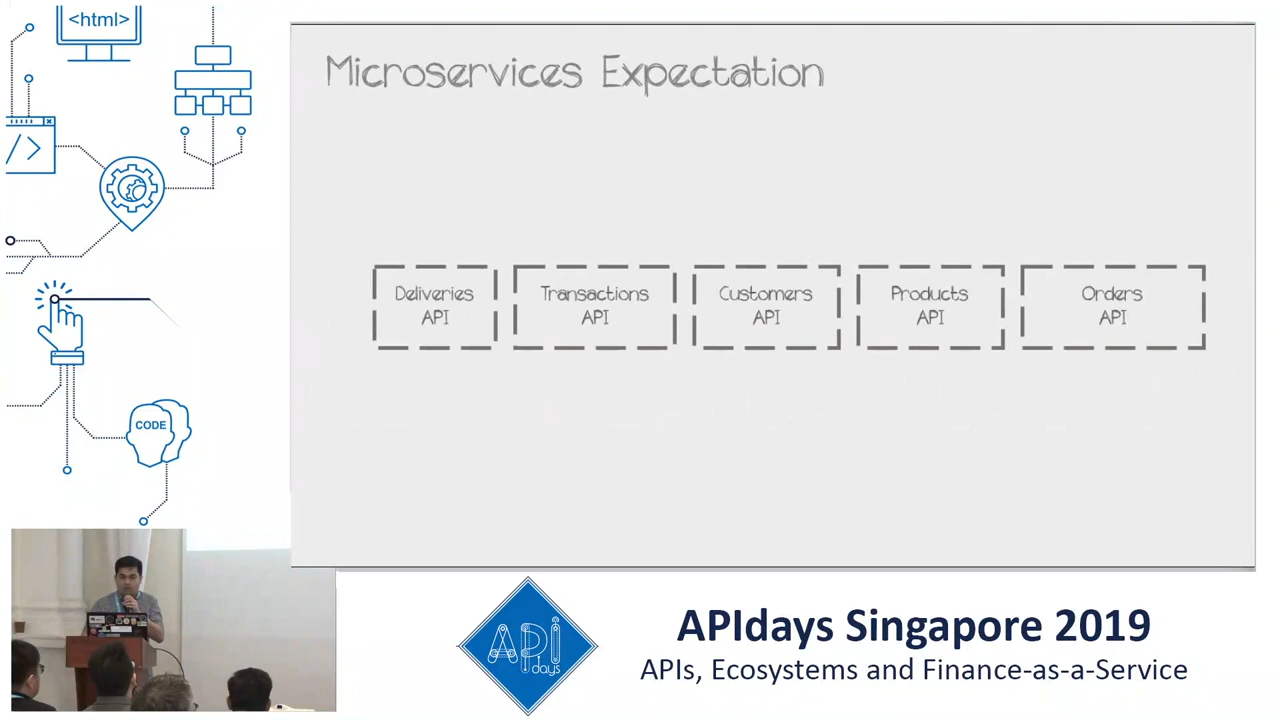 <html>
Microservices Expectation
</>
Deliveries
API
Transactions
API
Customers
API
Products
API
Orders
API
CODE
API
days
APIdays Singapore 2019
APIs, Ecosystems and Finance-as-a-Service